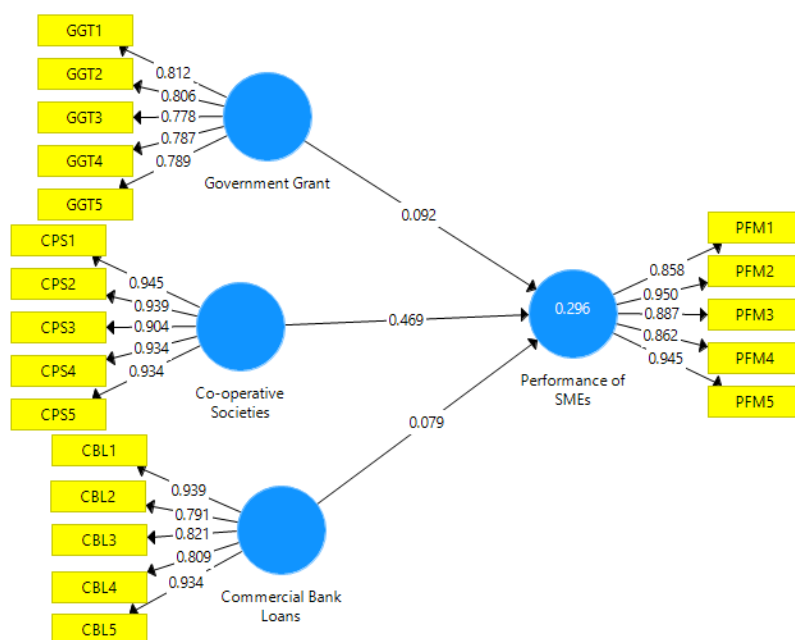 GGT1
GGT2
GGT3
GGT4
GGT5
0.812
0.806
0.778
0.787
0.789
Government Grant
0.092
CPS1
CPS2
CPS3
CPS4
CPS5
0.945
0.939
0.904
0.934
0.934
Co-operative
Societies
0.469
CBL1
CBL2
CBL3
CBL4
CBL5
0.939
0.791
0.821
0.809
0.934
Commercial Bank
Loans
0.079
0.296
Performance of
SMEs
0.858
0.950
0.887
0.862
0.945
PFM1
PFM2
PFM3
PFM4
PFM5